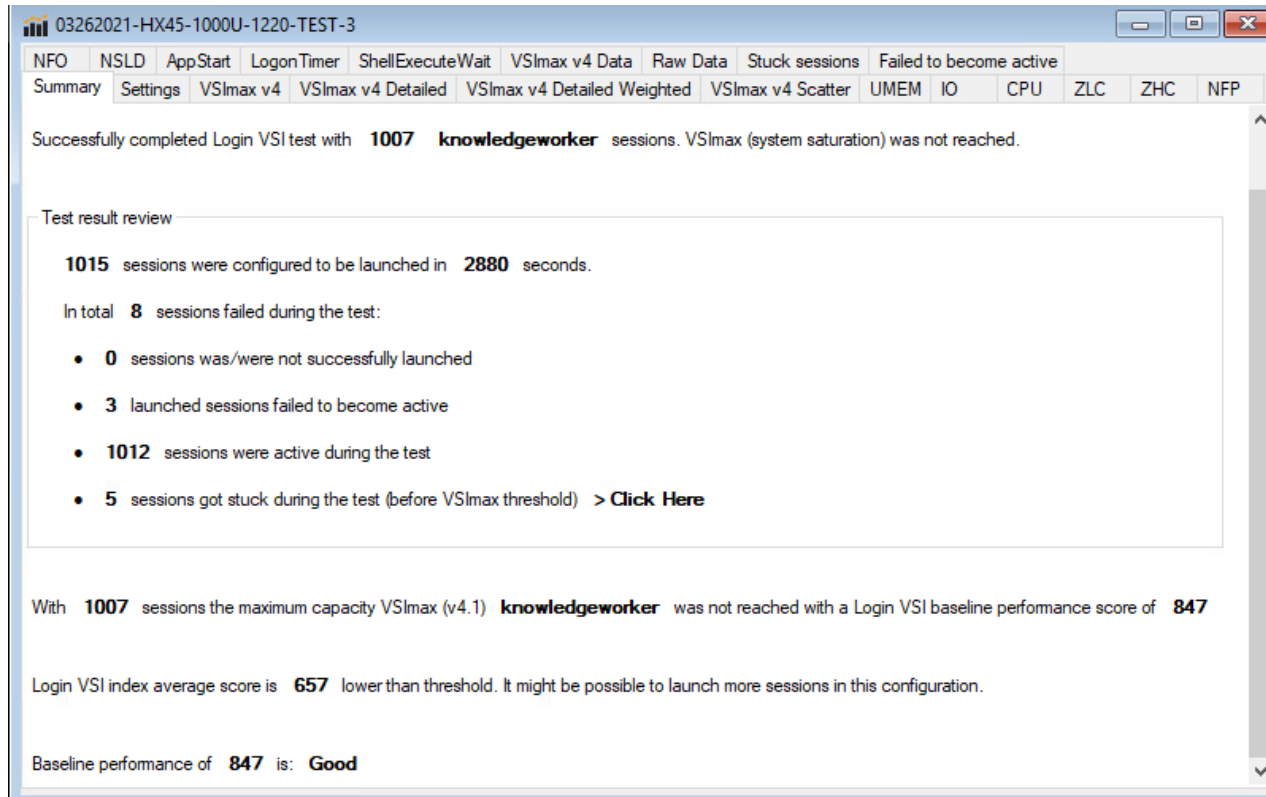 03262021-HX45-1000U-1220-TEST-3
NFO NSLD AppStart LogonTimer ShellExecuteWait VSImax v4 Data Raw Data Stuck sessions Failed to become active
Summary Settings VSImax v4 VSImax v4 Detailed VSImax v4 Detailed Weighted VSImax v4 Scatter UMEM IO CPU ZLC ZHC NFP
Successfully completed Login VSI test with 1007 knowledgeworker sessions. VSImax (system saturation) was not reached.
Test result review
1015 sessions were configured to be launched in 2880 seconds.
In total 8 sessions failed during the test:
• 0 sessions was/were not successfully launched
• 3 launched sessions failed to become active
• 1012 sessions were active during the test
• 5 sessions got stuck during the test (before VSImax threshold) > Click Here
With 1007 sessions the maximum capacity VSImax (v4.1) knowledgeworker was not reached with a Login VSI baseline performance score of 847
Login VSI index average score is 657 lower than threshold. It might be possible to launch more sessions in this configuration.
Baseline performance of 847 is: Good